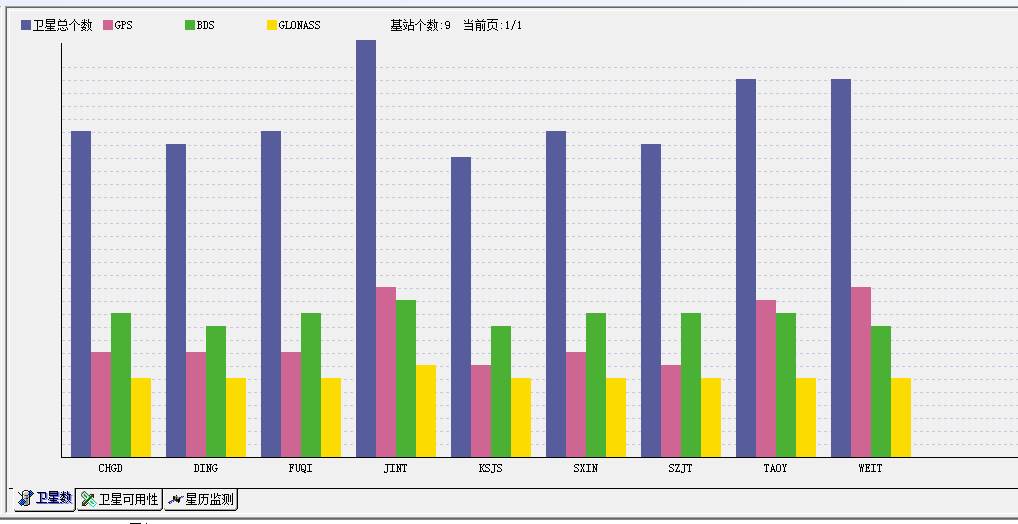 卫星总个数 GPS BDS GLONASS 基站个数:9 当前页:1/1
CHGD DING FUQI JINT KSJS SXIN SZJT TAOY WEIT
卫星数 卫星可用性 星历监测